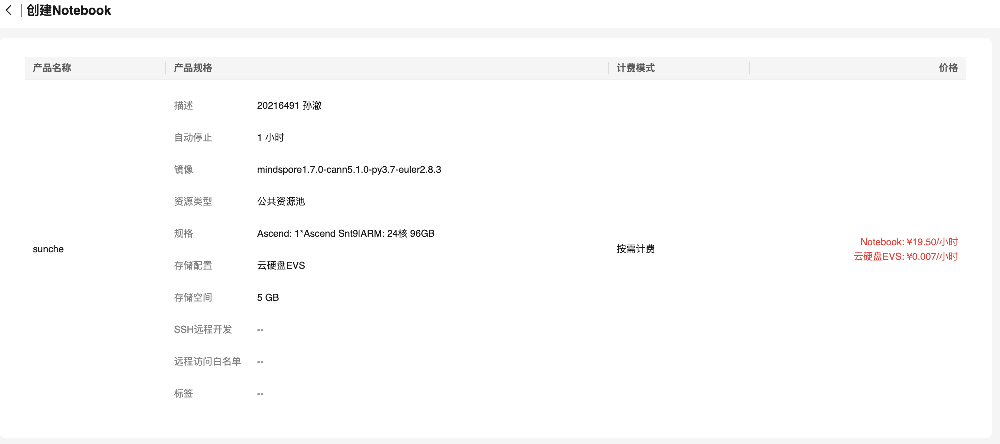 创建Notebook
产品名称 产品规格 计费模式 价格
描述 20216491 孙澈
自动停止 1 小时
镜像 mindspore1.7.0-cann5.1.0-py3.7-euler2.8.3
资源类型 公共资源池
规格 Ascend: 1*Ascend Snt9|ARM: 24核 96GB
sunche
按需计费
Notebook: ¥19.50/小时
云硬盘EVS: ¥0.007/小时
存储配置 云硬盘EVS
存储空间 5 GB
SSH远程开发 --
远程访问白名单 --
标签 --